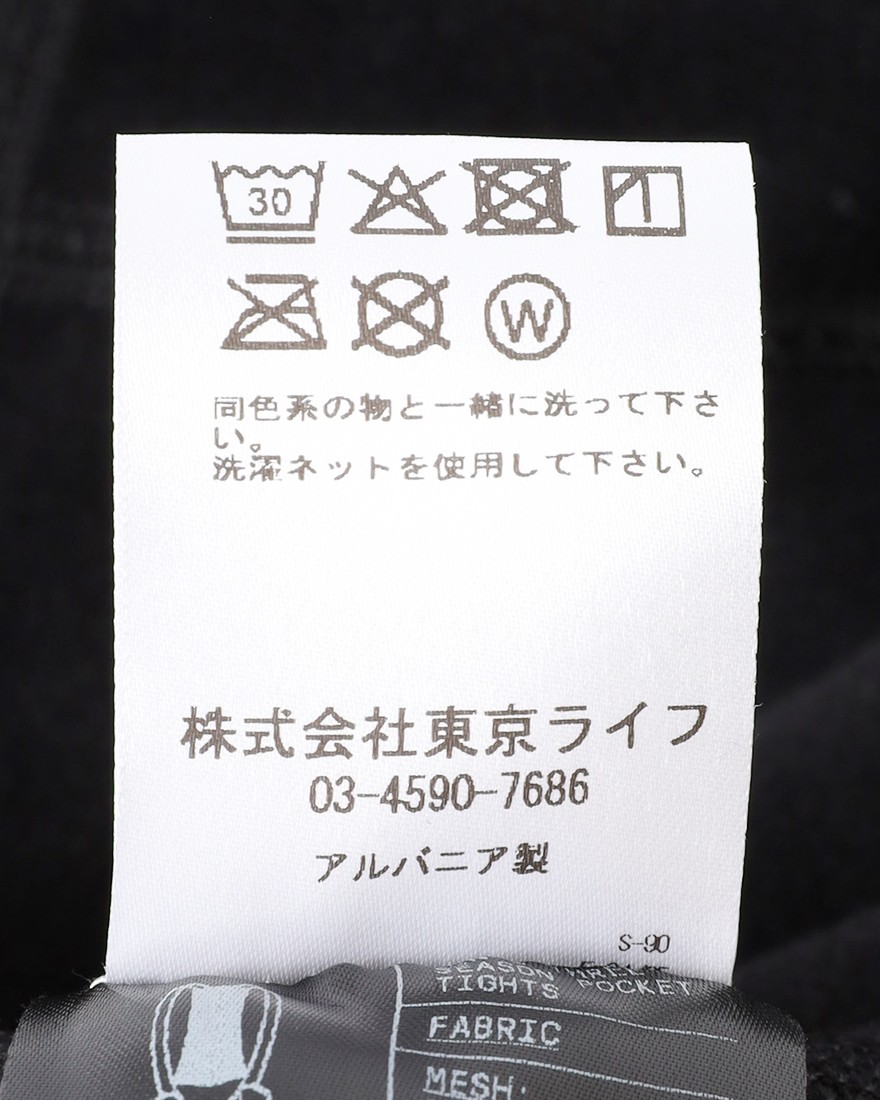 30
W
同色系の物と一緒に洗って下さ
い。
洗濯ネットを使用して下さい。
株式会社東京ライフ
03-4590-7686
アルバニア製
S-90
SEASON
TIGHTS POCKET
FABRIC
MESH: